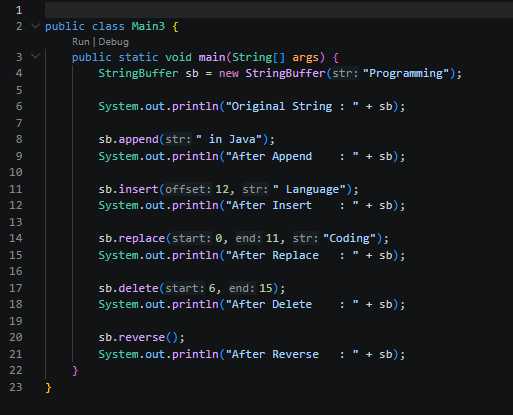 1
2 public class Main3 {
Run | Debug
3 public static void main(String[] args) {
4 StringBuffer sb = new StringBuffer(str: "Programming");
5
6 System.out.println("Original String : " + sb);
7
8 sb.append(str: " in Java");
9 System.out.println("After Append    : " + sb);
10
11 sb.insert(offset: 12, str: " Language");
12 System.out.println("After Insert    : " + sb);
13
14 sb.replace(start: 0, end: 11, str: "Coding");
15 System.out.println("After Replace   : " + sb);
16
17 sb.delete(start: 6, end: 15);
18 System.out.println("After Delete    : " + sb);
19
20 sb.reverse();
21 System.out.println("After Reverse   : " + sb);
22 }
23 }